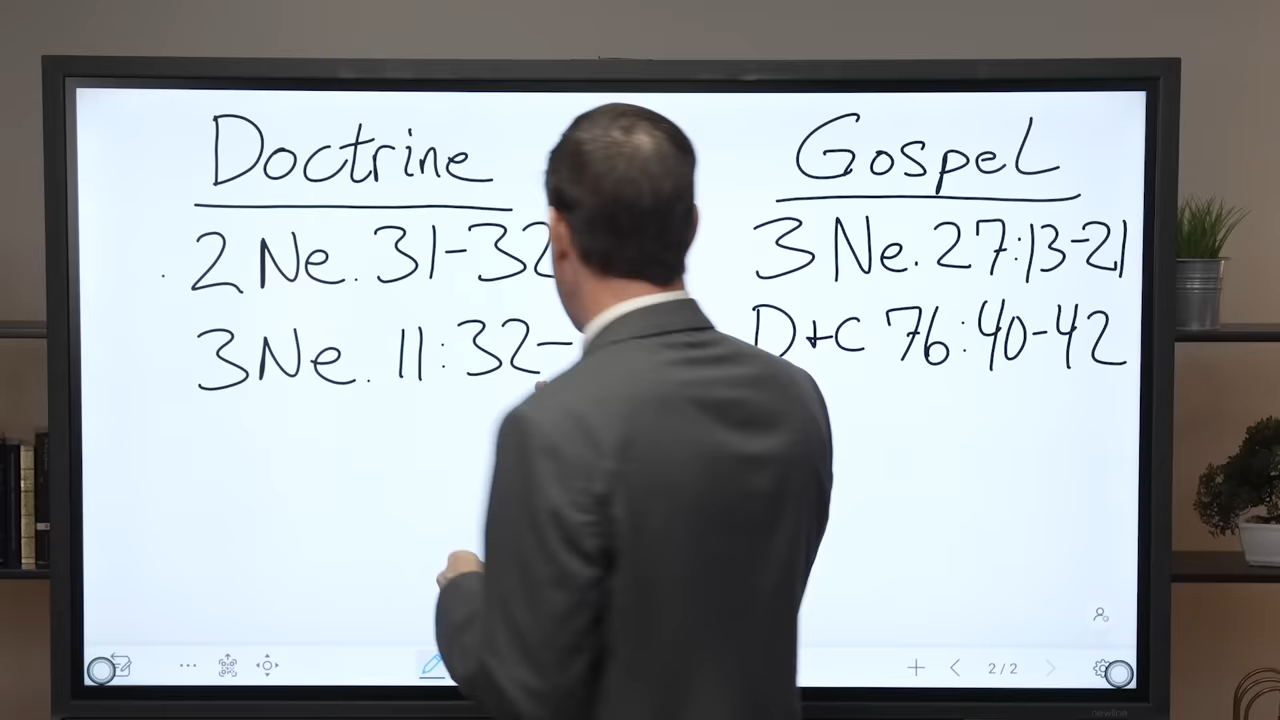 Doctrine
2 Ne. 31-32
3 Ne. 11:32-
Gospel
3 Ne. 27:13-21
D+C 76:40-42
2/2
newline